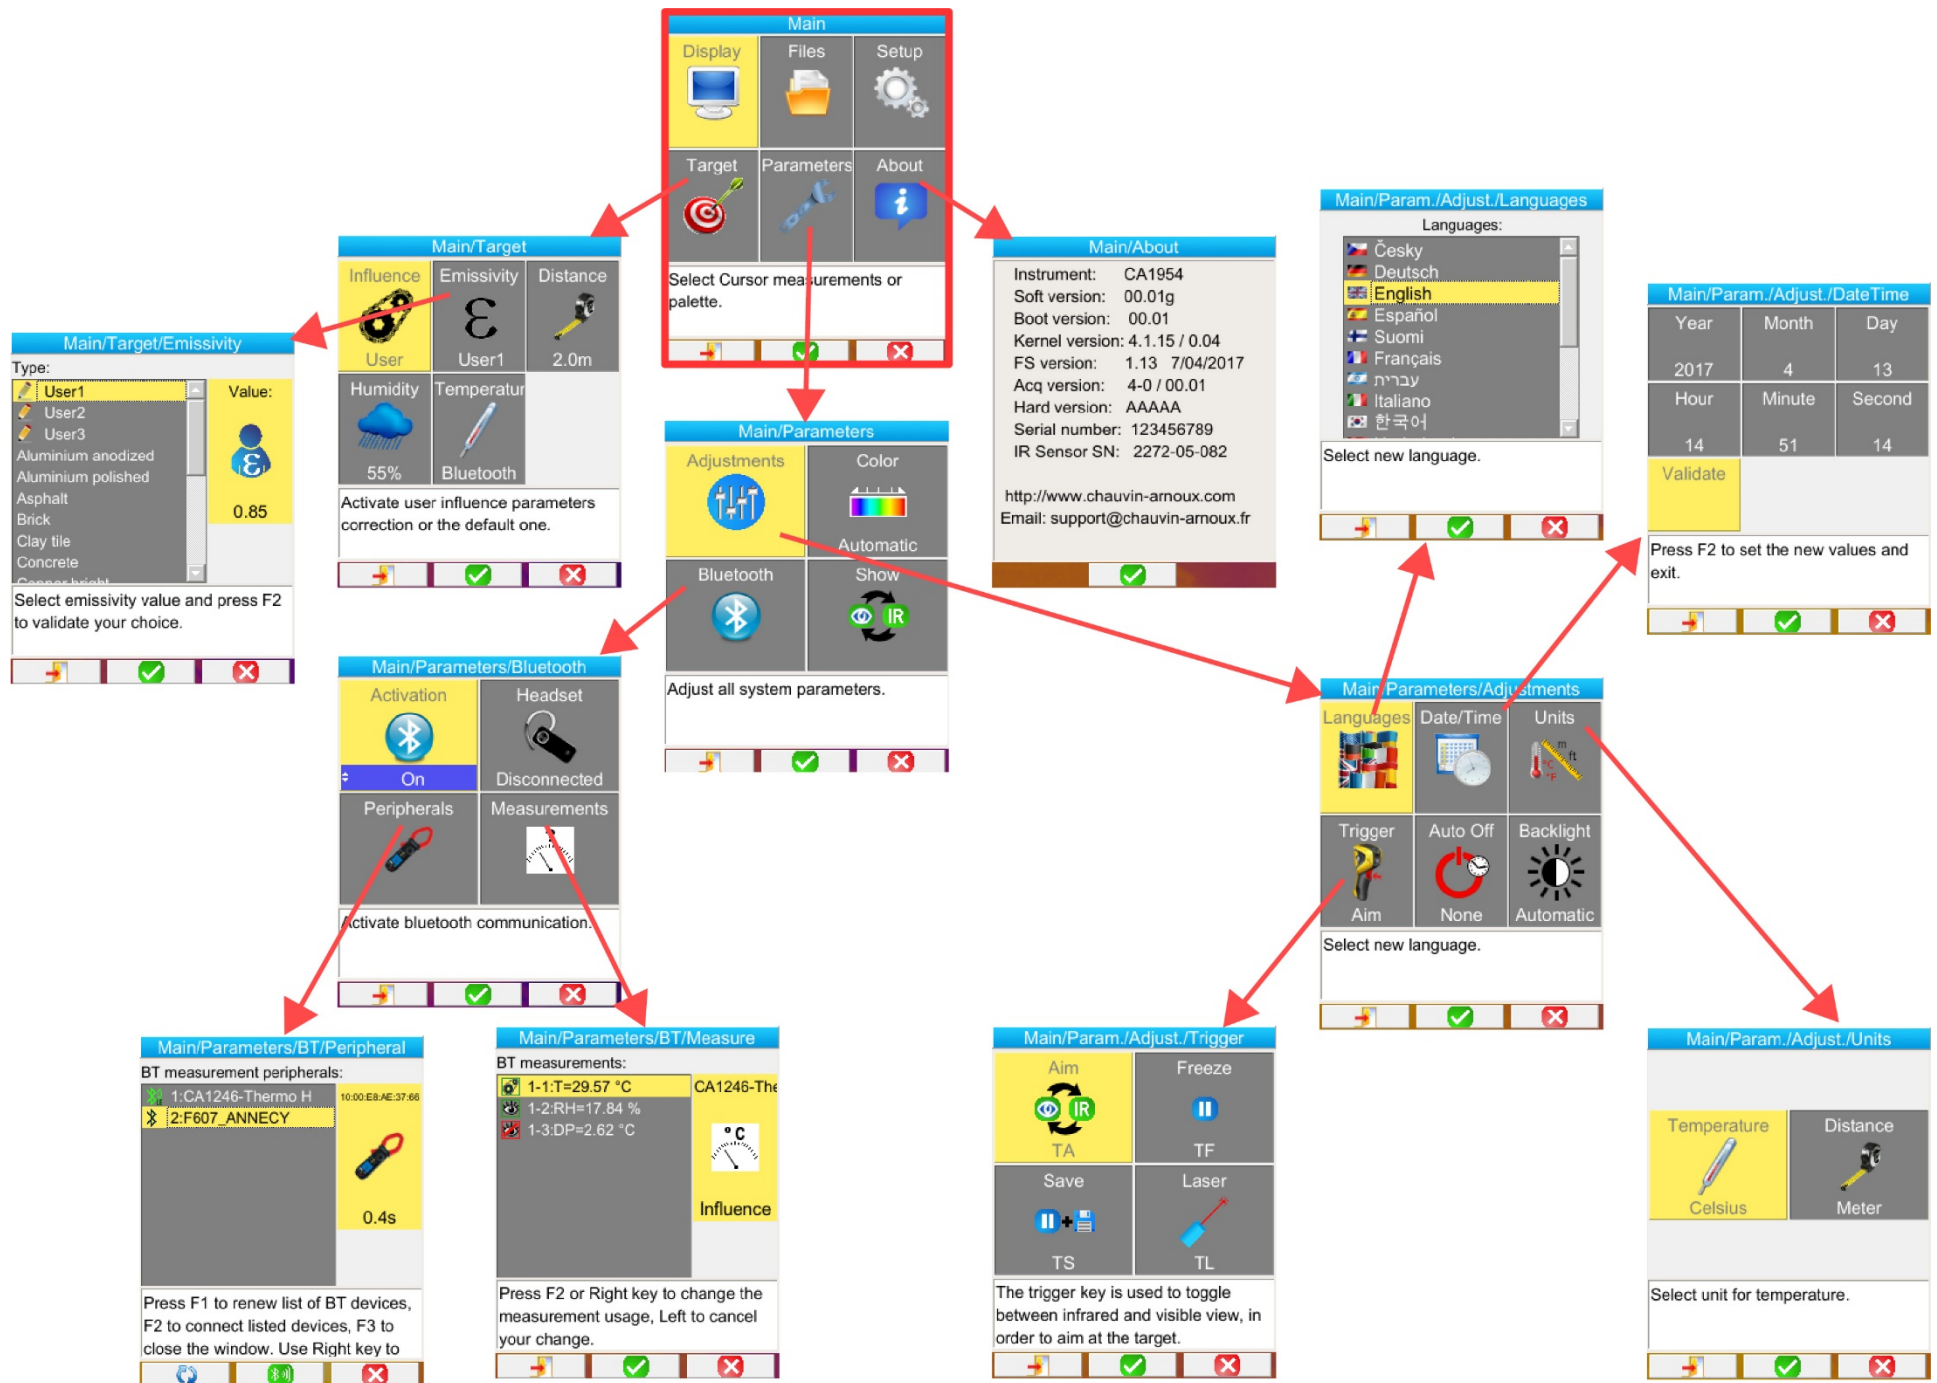 Main
Display Files Setup
Target Parameters About
Select Cursor measurements or
palette.
Main/Target
Influence Emissivity Distance
User User1 2.0m
Humidity Temperatur
55% Bluetooth
Activate user influence parameters
correction or the default one.
Main/Target/Emissivity
Type:
User1
User2
User3
Aluminium anodized
Aluminium polished
Asphalt
Brick
Clay tile
Concrete
Copper bright
Value:
ε
0.85
Select emissivity value and press F2
to validate your choice.
Main/Parameters
Adjustments Color
Automatic
Bluetooth Show
IR
Adjust all system parameters.
Main/About
Instrument: CA1954
Soft version: 00.01g
Boot version: 00.01
Kernel version: 4.1.15 / 0.04
FS version: 1.13 7/04/2017
Acq version: 4-0 / 00.01
Hard version: AAAAA
Serial number: 123456789
IR Sensor SN: 2272-05-082
http://www.chauvin-arnoux.com
Email: support@chauvin-arnoux.fr
Main/Param./Adjust./Languages
Languages:
Česky
Deutsch
English
Español
Suomi
Français
עברית
Italiano
한국어
Select new language.
Main/Param./Adjust./DateTime
Year Month Day
2017 4 13
Hour Minute Second
14 51 14
Validate
Press F2 to set the new values and
exit.
Main/Parameters/Bluetooth
Activation Headset
On Disconnected
Peripherals Measurements
Activate bluetooth communication.
Main/Parameters/Adjustments
Languages Date/Time Units
m
ft
°C
°F
Trigger Auto Off Backlight
Aim None Automatic
Select new language.
Main/Parameters/BT/Peripheral
BT measurement peripherals:
1:CA1246-Thermo H
2:F607_ANNECY
10:00:E8:AE:37:66
0.4s
Press F1 to renew list of BT devices,
F2 to connect listed devices, F3 to
close the window. Use Right key to
Main/Parameters/BT/Measure
BT measurements:
1-1:T=29.57 °C
1-2:RH=17.84 %
1-3:DP=2.62 °C
CA1246-The
°C
Influence
Press F2 or Right key to change the
measurement usage, Left to cancel
your change.
Main/Param./Adjust./Trigger
Aim Freeze
IR
TA TF
Save Laser
TS TL
The trigger key is used to toggle
between infrared and visible view, in
order to aim at the target.
Main/Param./Adjust./Units
Temperature Distance
Celsius Meter
Select unit for temperature.